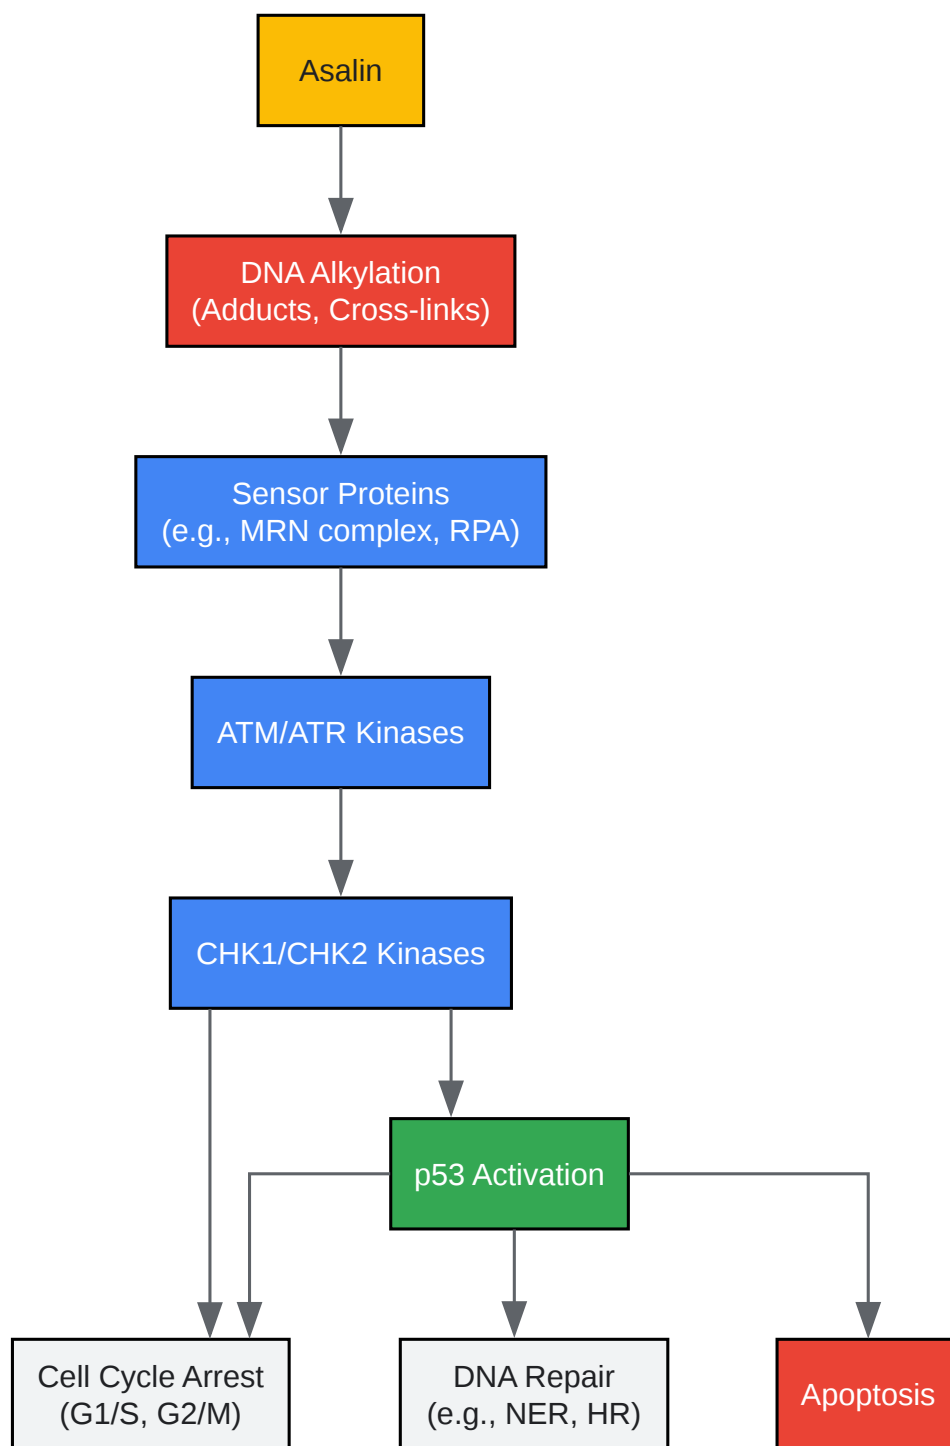 Asalin
DNA Alkylation
(Adducts, Cross-links)
Sensor Proteins
(e.g., MRN complex, RPA)
ATM/ATR Kinases
CHK1/CHK2 Kinases
p53 Activation
Cell Cycle Arrest
(G1/S, G2/M)
DNA Repair
(e.g., NER, HR)
Apoptosis